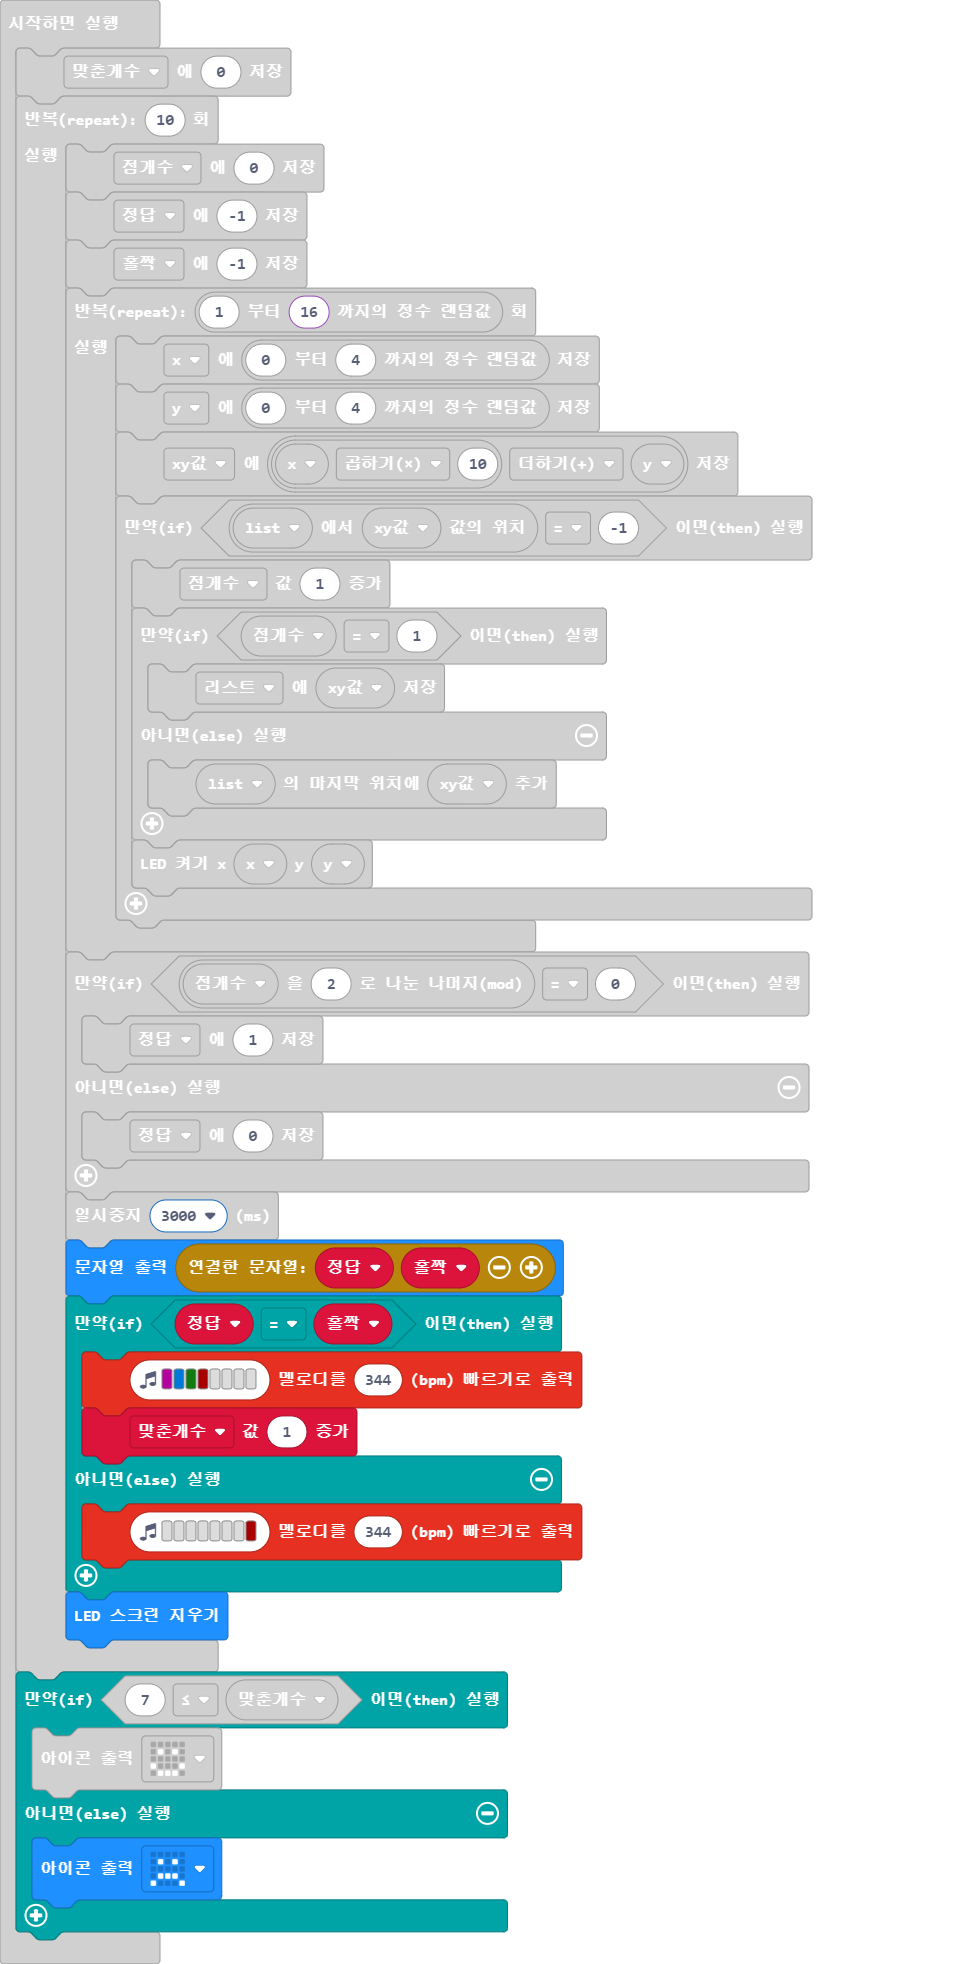 시작하면 실행
맞춘개수 에 0 저장
반복(repeat): 10 회
실행
점개수 에 0 저장
정답 에 -1 저장
홀짝 에 -1 저장
반복(repeat): 1 부터 16 까지의 정수 랜덤값 회
실행
x 에 0 부터 4 까지의 정수 랜덤값 저장
y 에 0 부터 4 까지의 정수 랜덤값 저장
xy값 에 x 곱하기(×) 10 더하기(+) y 저장
만약(if) list 에서 xy값 값의 위치 = -1 이면(then) 실행
점개수 값 1 증가
만약(if) 점개수 = 1 이면(then) 실행
리스트 에 xy값 저장
아니면(else) 실행
list 의 마지막 위치에 xy값 추가
LED 켜기 x x y y
만약(if) 점개수 을 2 로 나눈 나머지(mod) = 0 이면(then) 실행
정답 에 1 저장
아니면(else) 실행
정답 에 0 저장
일시중지 3000 (ms)
문자열 출력 연결한 문자열: 정답 홀짝
만약(if) 정답 = 홀짝 이면(then) 실행
멜로디를 344 (bpm) 빠르기로 출력
맞춘개수 값 1 증가
아니면(else) 실행
멜로디를 344 (bpm) 빠르기로 출력
LED 스크린 지우기
만약(if) 7 ≤ 맞춘개수 이면(then) 실행
아이콘 출력
아니면(else) 실행
아이콘 출력